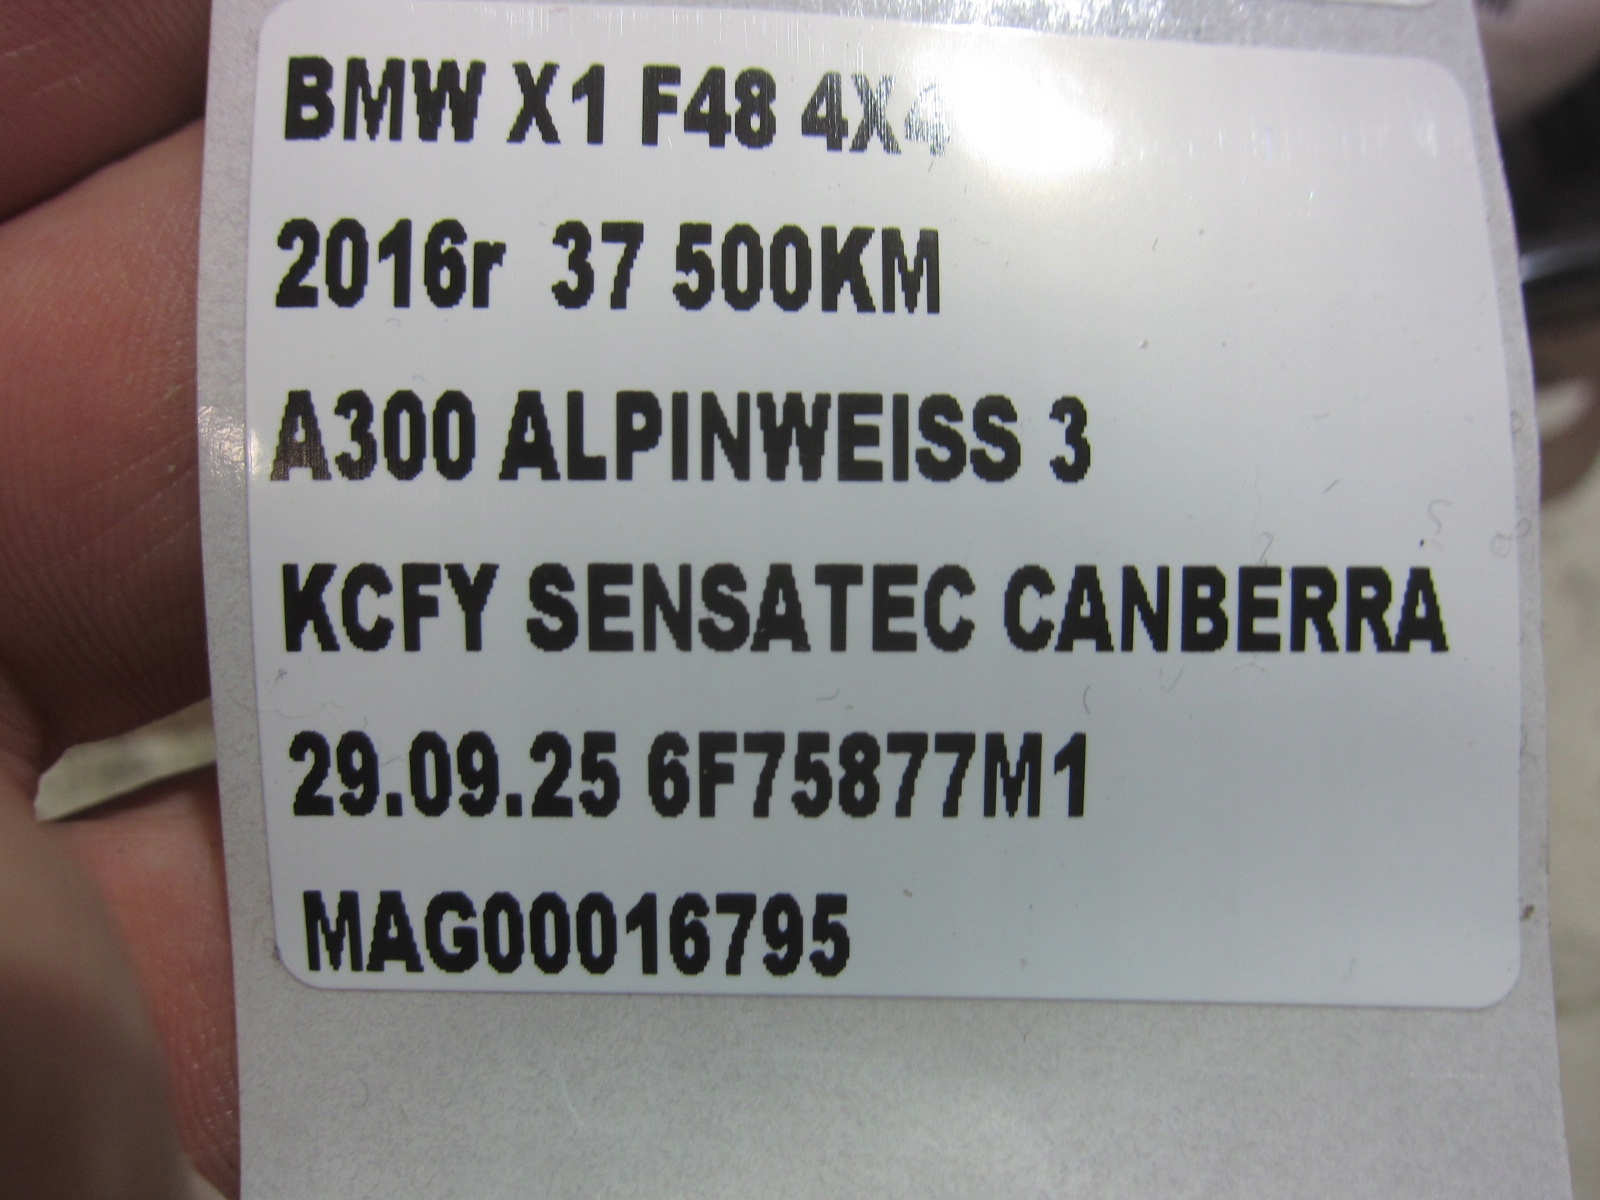 BMW X1 F48 4X4
2016r 37 500KM
A300 ALPINWEISS 3
KCFY SENSATEC CANBERRA
29.09.25 6F75877M1
MAG00016795